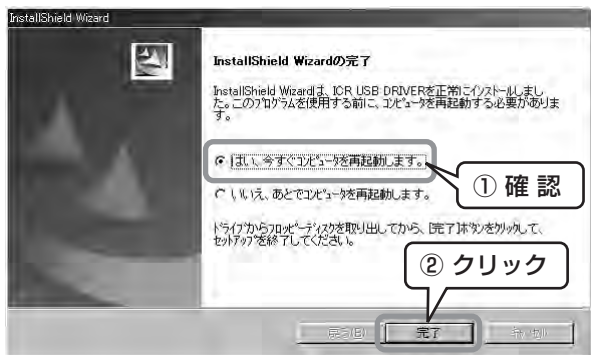 InstallShield Wizard
InstallShield Wizardの完了
InstallShield Wizardは、ICR USB DRIVERを正常にインストールしまし
た。このプログラムを使用する前に、コンピュータを再起動する必要がありま
す。
はい、今すぐコンピュータを再起動します。
① 確 認
いいえ、あとでコンピュータを再起動します。
ドライブからフロッピーディスクを取り出してから、[完了]ボタンをクリックして、
セットアップを終了してください。
② クリック
戻る(B)
完了
キャンセル